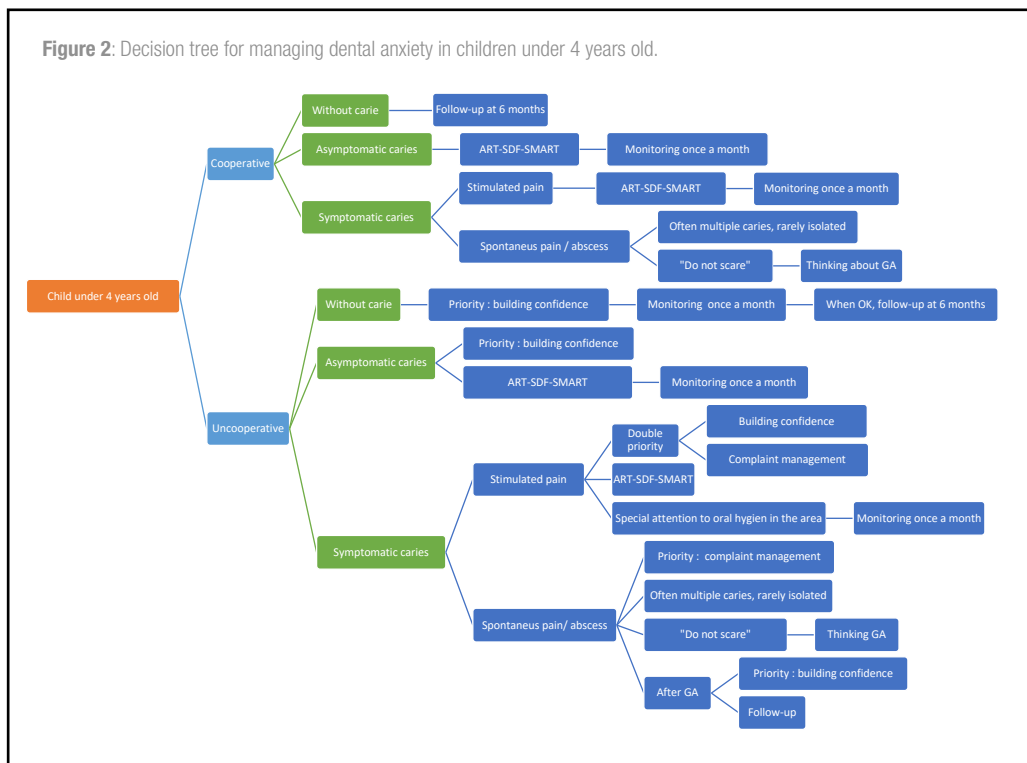 Figure 2: Decision tree for managing dental anxiety in children under 4 years old.
Child under 4 years old
Cooperative
Without carie
Follow-up at 6 months
Asymptomatic caries
ART-SDF-SMART
Monitoring once a month
Symptomatic caries
Stimulated pain
ART-SDF-SMART
Monitoring once a month
Spontaneus pain / abscess
Often multiple caries, rarely isolated
"Do not scare"
Thinking about GA
Uncooperative
Without carie
Priority : building confidence
Monitoring once a month
When OK, follow-up at 6 months
Asymptomatic caries
Priority : building confidence
ART-SDF-SMART
Monitoring once a month
Symptomatic caries
Stimulated pain
Double
priority
Building confidence
Complaint management
ART-SDF-SMART
Special attention to oral hygien in the area
Monitoring once a month
Spontaneus pain/ abscess
Priority : complaint management
Often multiple caries, rarely isolated
"Do not scare"
Thinking GA
After GA
Priority : building confidence
Follow-up